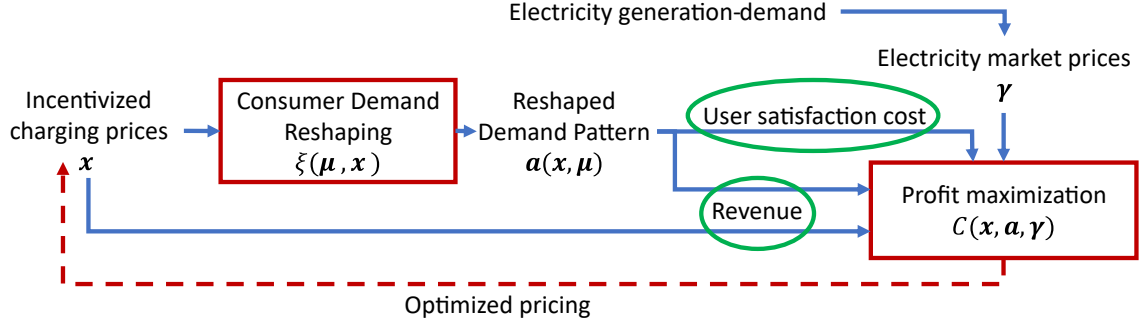 Electricity generation-demand
Electricity market prices
γ
Incentivized
charging prices
x
Consumer Demand
Reshaping
ξ(μ , x )
Reshaped
Demand Pattern
a(x, μ)
User satisfaction cost
Revenue
Profit maximization
C(x, a, γ)
Optimized pricing